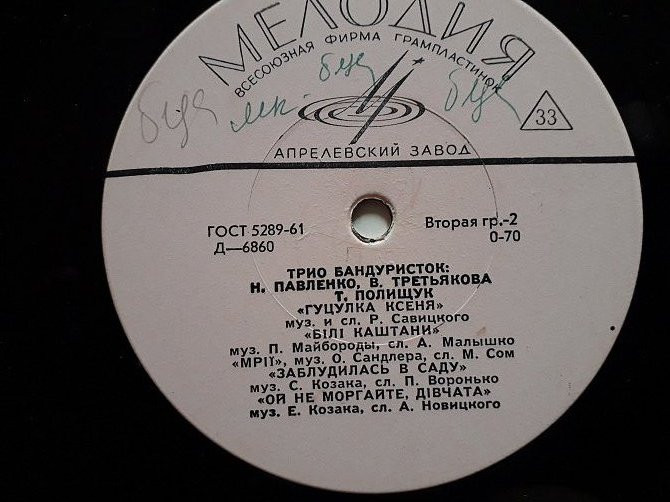 МЕЛОДИЯ
ВСЕСОЮЗНАЯ ФИРМА ГРАМПЛАСТИНОК
33
АПРЕЛЕВСКИЙ ЗАВОД
ГОСТ 5289-61
Д—6860
Вторая гр.-2
0-70
ТРИО БАНДУРИСТОК:
Н. ПАВЛЕНКО, В. ТРЕТЬЯКОВА
Т. ПОЛИЩУК
«ГУЦУЛКА КСЕНЯ»
муз. и сл. Р. Савицкого
«БІЛІ КАШТАНИ»
муз. П. Майбороды, сл. А. Малышко
«МРІЇ», муз. О. Сандлера, сл. М. Сом
«ЗАБЛУДИЛАСЬ В САДУ»
муз. С. Козака, сл. П. Воронько
«ОЙ НЕ МОРГАЙТЕ, ДІВЧАТА»
муз. Е. Козака, сл. А. Новицкого